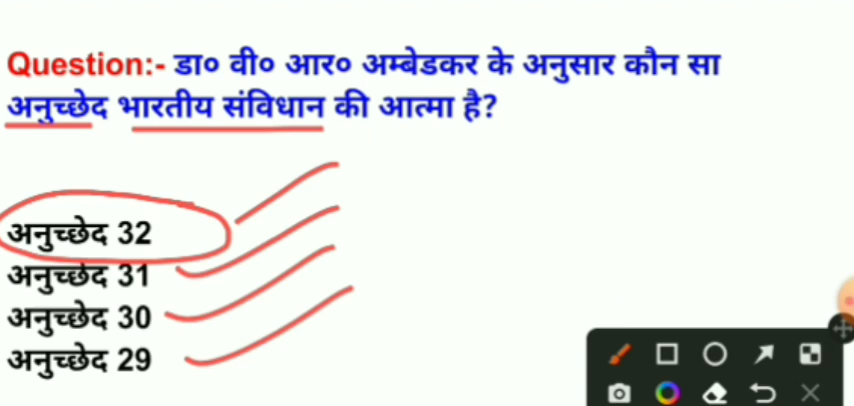 Question:- डा० वी० आर० अम्बेडकर के अनुसार कौन सा
अनुच्छेद भारतीय संविधान की आत्मा है?
अनुच्छेद 32
अनुच्छेद 31
अनुच्छेद 30
अनुच्छेद 29